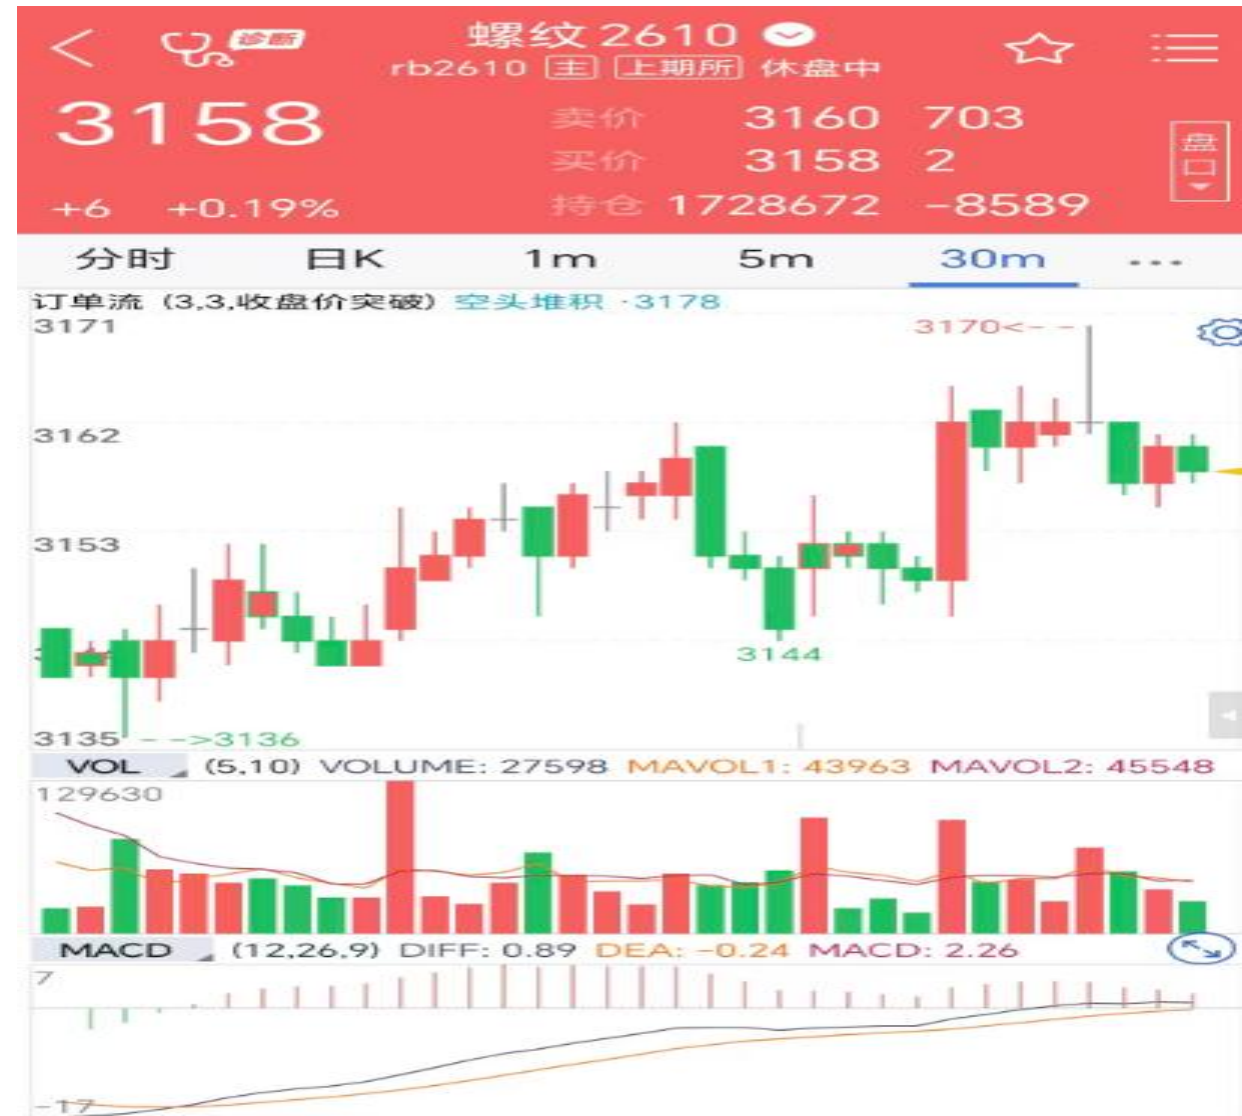 诊断 螺纹2610
rb2610 主 上期所 休盘中
3158 卖价 3160 703
买价 3158 2
盘口
+6 +0.19% 持仓 1728672 -8589
分时 日K 1m 5m 30m ...
订单流 (3,3,收盘价突破) 空头堆积 ·3178
3171
3170<--
3162
3153
3144
3135 -->3136
VOL (5,10) VOLUME: 27598 MAVOL1: 43963 MAVOL2: 45548
129630
MACD (12,26,9) DIFF: 0.89 DEA: -0.24 MACD: 2.26
7
-17